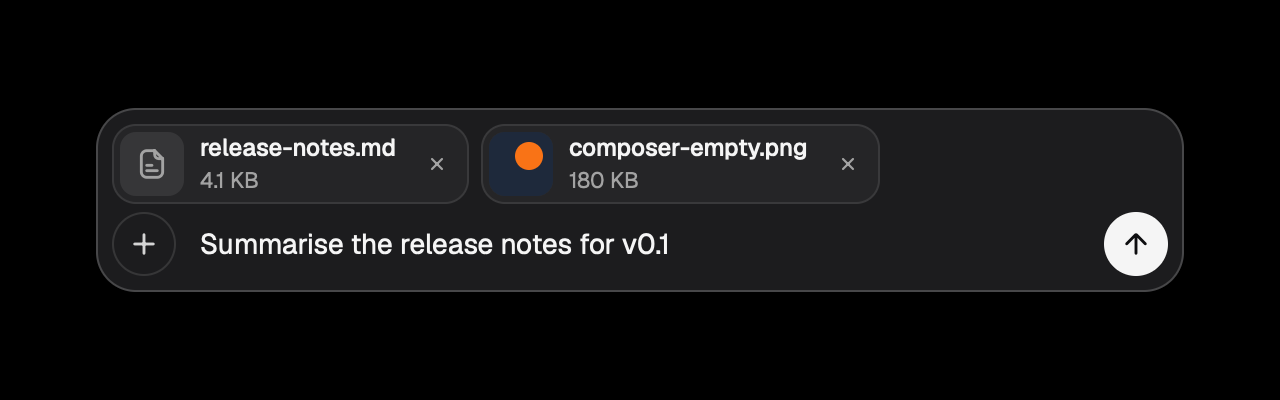 release-notes.md
4.1 KB
composer-empty.png
180 KB
Summarise the release notes for v0.1